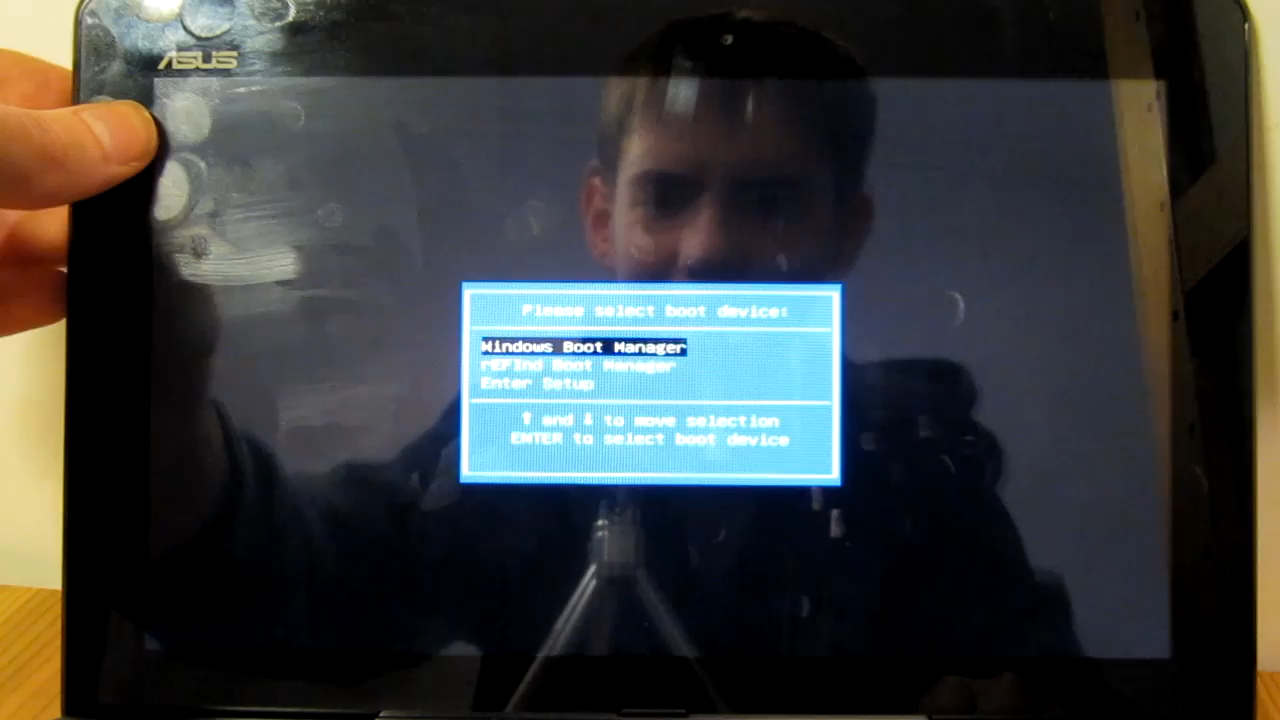 ASUS
Please select boot device:
Windows Boot Manager
rEFInd Boot Manager
Enter Setup
↑ and ↓ to move selection
ENTER to select boot device